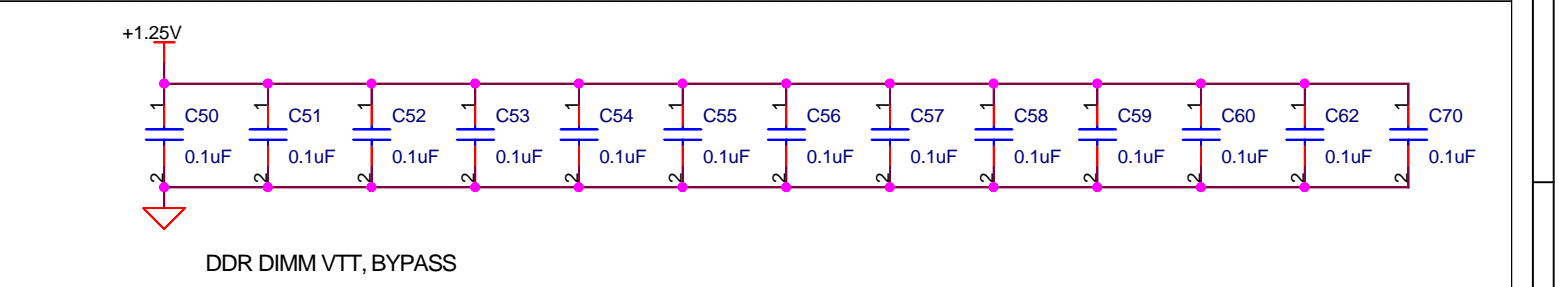 +1.25V
1 1 1 1 1 1 1 1 1 1 1 1 1
C50 C51 C52 C53 C54 C55 C56 C57 C58 C59 C60 C62 C70
0.1uF 0.1uF 0.1uF 0.1uF 0.1uF 0.1uF 0.1uF 0.1uF 0.1uF 0.1uF 0.1uF 0.1uF 0.1uF
2 2 2 2 2 2 2 2 2 2 2 2 2
DDR DIMM VTT, BYPASS